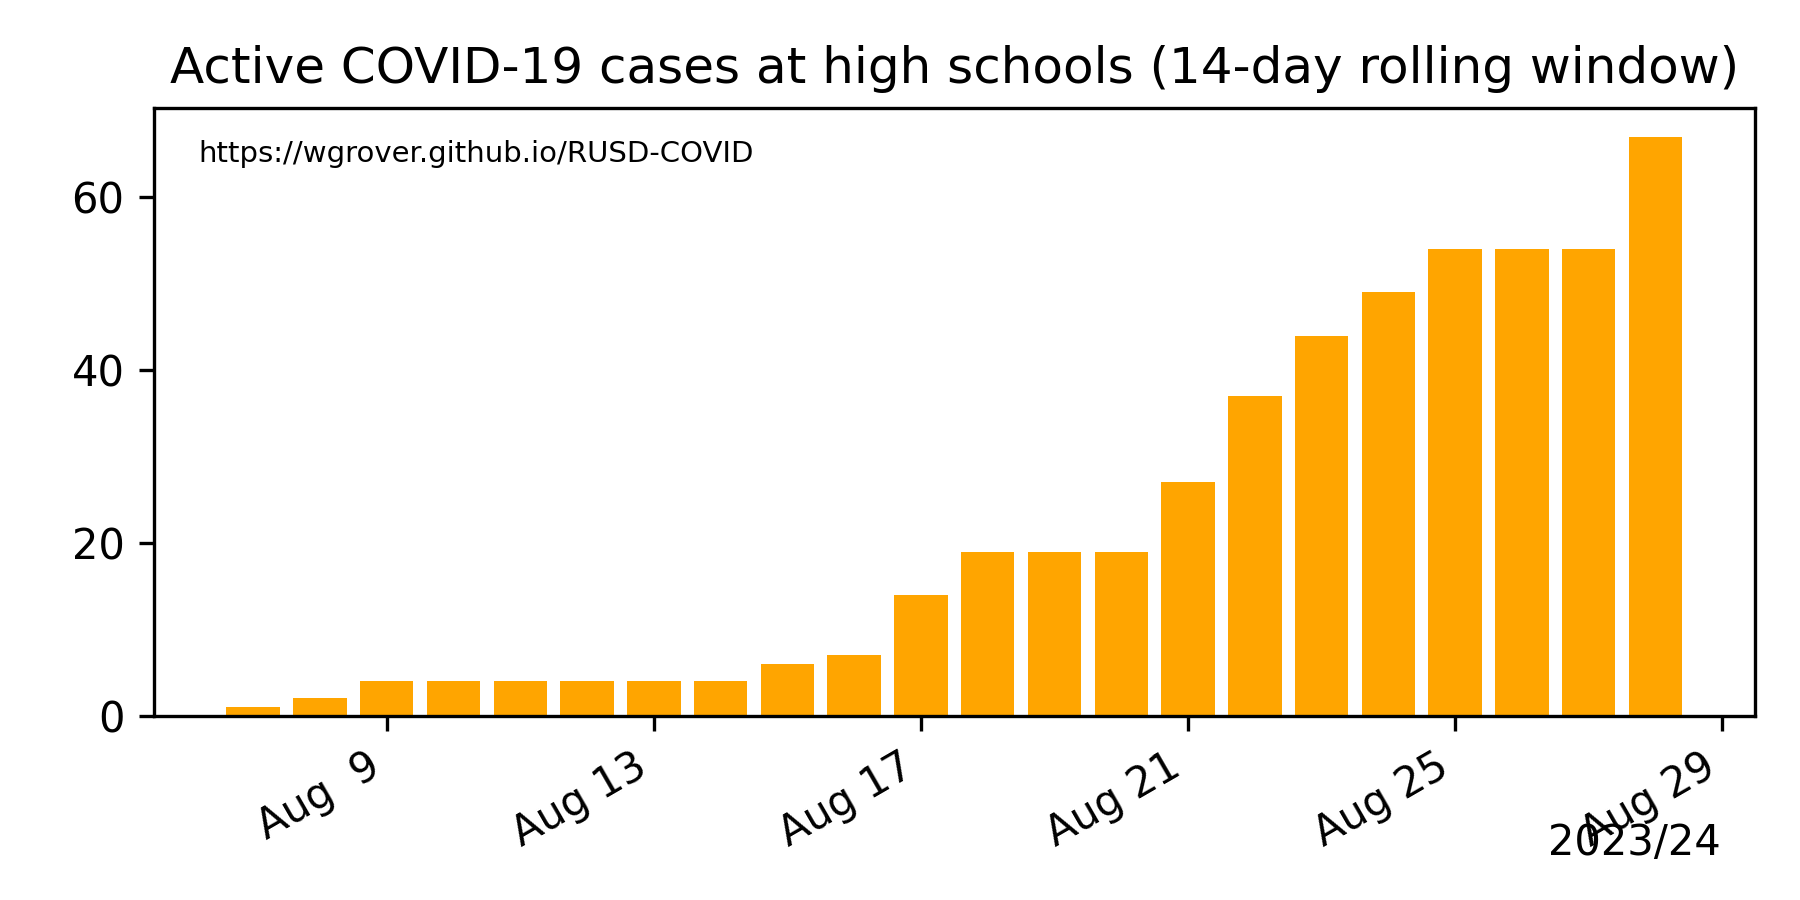 Active COVID-19 cases at high schools (14-day rolling window)
https://wgrover.github.io/RUSD-COVID
60
40
20
0
Aug 9
Aug 13
Aug 17
Aug 21
Aug 25
Aug 29
2023/24